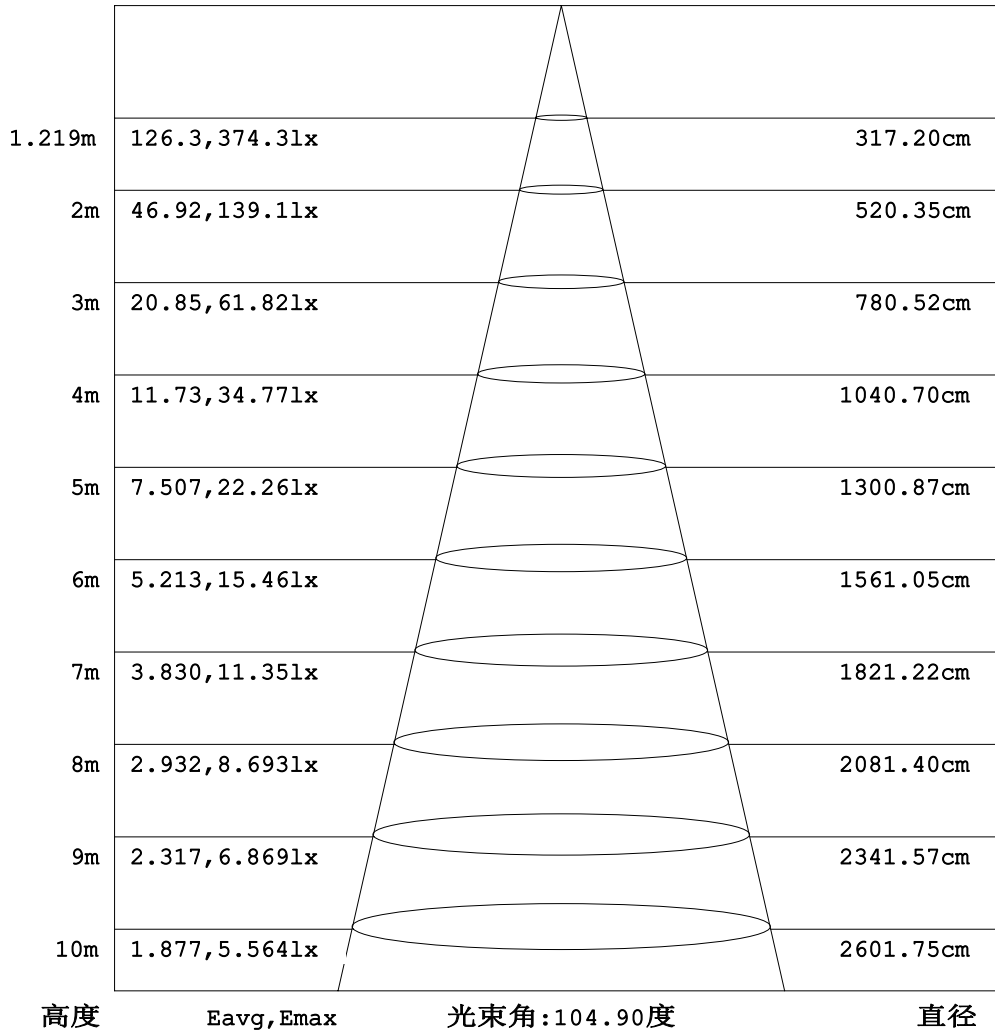 1.219m 126.3,374.3lx 317.20cm
2m 46.92,139.1lx 520.35cm
3m 20.85,61.82lx 780.52cm
4m 11.73,34.77lx 1040.70cm
5m 7.507,22.26lx 1300.87cm
6m 5.213,15.46lx 1561.05cm
7m 3.830,11.35lx 1821.22cm
8m 2.932,8.693lx 2081.40cm
9m 2.317,6.869lx 2341.57cm
10m 1.877,5.564lx 2601.75cm
高度 Eavg,Emax 光束角:104.90度 直径